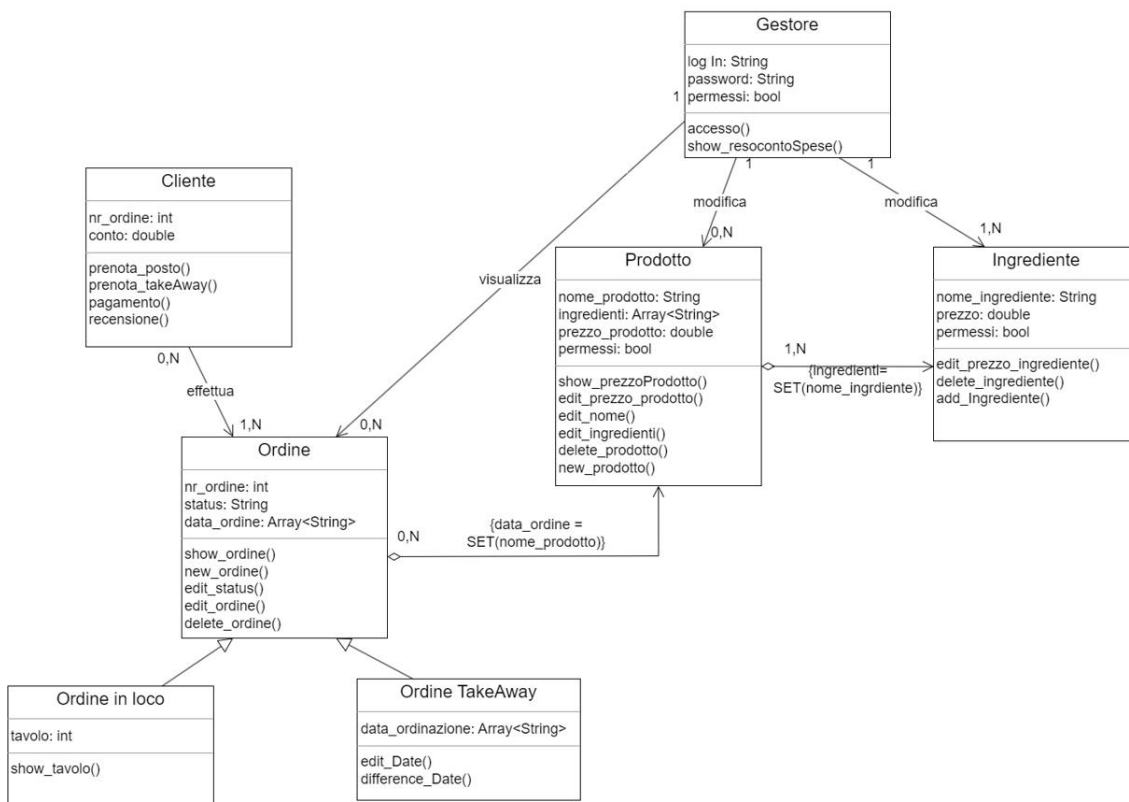 Gestore
log In: String
password: String
permessi: bool
accesso()
show_resocontoSpese()
1
1
1
Cliente
nr_ordine: int
conto: double
prenota_posto()
prenota_takeAway()
pagamento()
recensione()
0,N
effettua
1,N
visualizza
0,N
modifica
0,N
modifica
1,N
Prodotto
nome_prodotto: String
ingredienti: Array<String>
prezzo_prodotto: double
permessi: bool
show_prezzoProdotto()
edit_prezzo_prodotto()
edit_nome()
edit_ingredienti()
delete_prodotto()
new_prodotto()
1,N
{ingredienti=
SET(nome_ingrdiente)}
Ingrediente
nome_ingrediente: String
prezzo: double
permessi: bool
edit_prezzo_ingrediente()
delete_ingrediente()
add_Ingrediente()
Ordine
nr_ordine: int
status: String
data_ordine: Array<String>
show_ordine()
new_ordine()
edit_status()
edit_ordine()
delete_ordine()
0,N
{data_ordine =
SET(nome_prodotto)}
Ordine in loco
tavolo: int
show_tavolo()
Ordine TakeAway
data_ordinazione: Array<String>
edit_Date()
difference_Date()